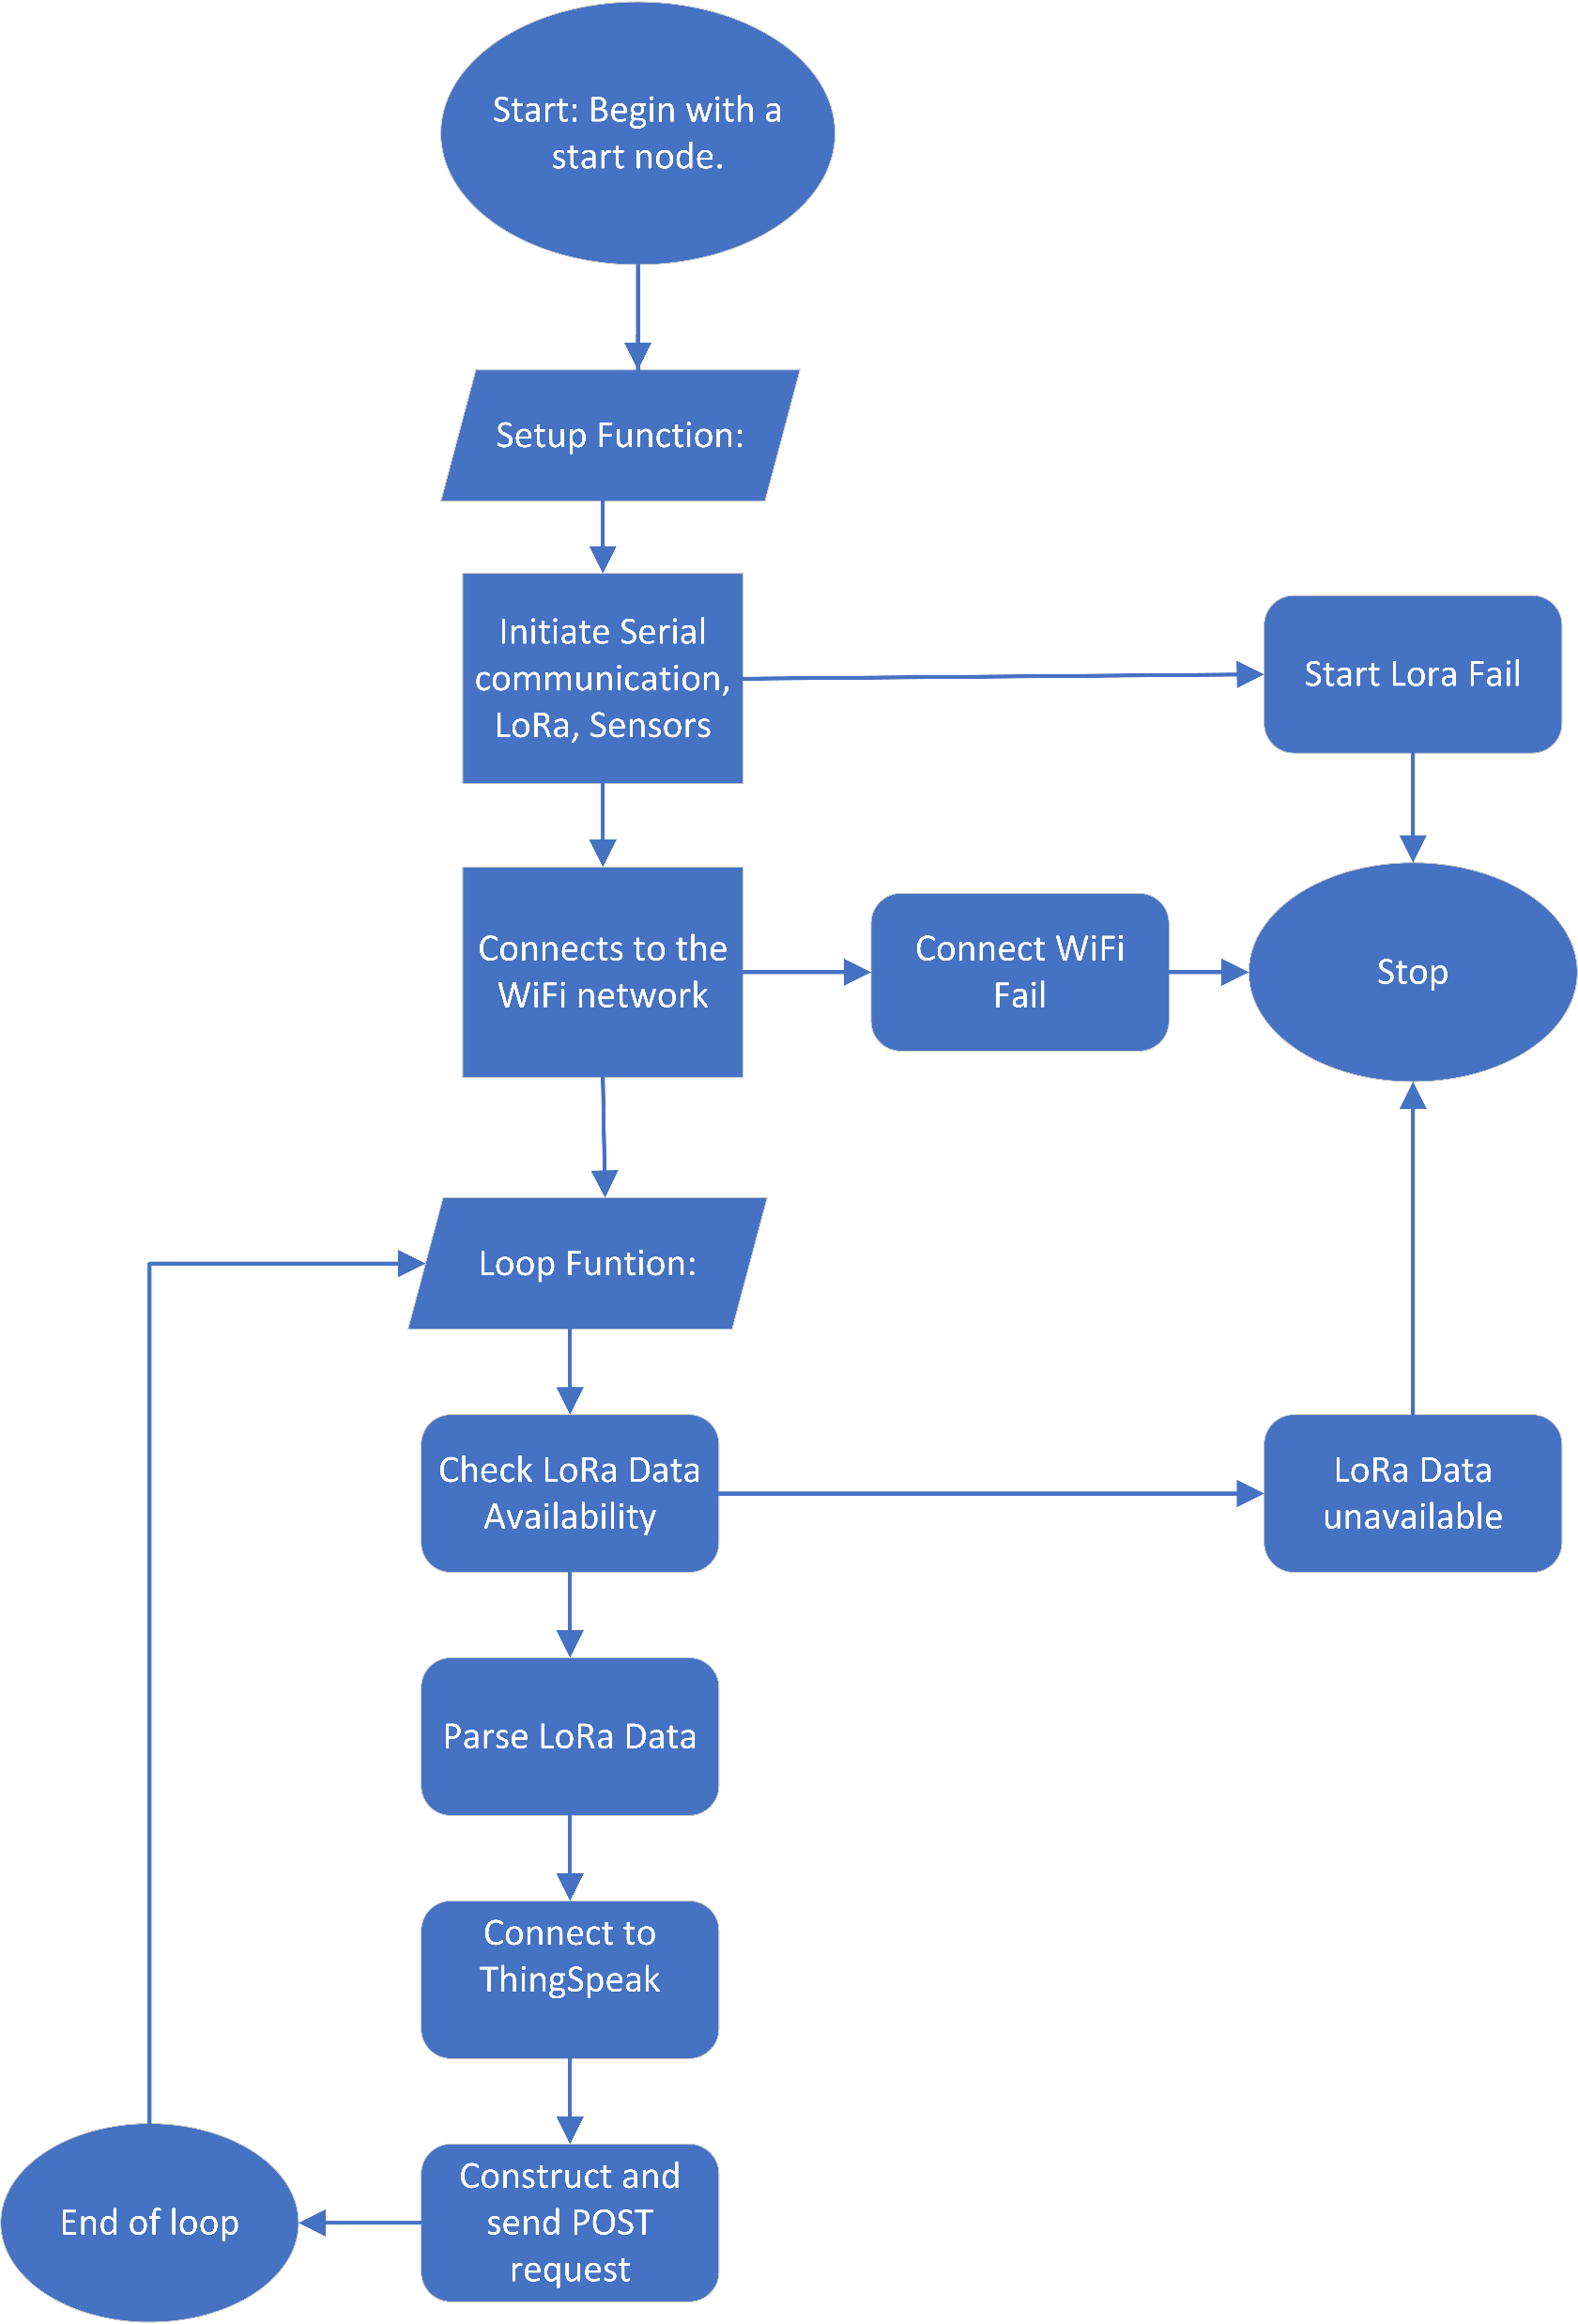 Start: Begin with a
start node.
Setup Function:
Initiate Serial
communication,
LoRa, Sensors
Start Lora Fail
Connects to the
WiFi network
Connect WiFi
Fail
Stop
Loop Funtion:
Check LoRa Data
Availability
LoRa Data
unavailable
Parse LoRa Data
Connect to
ThingSpeak
Construct and
send POST
request
End of loop